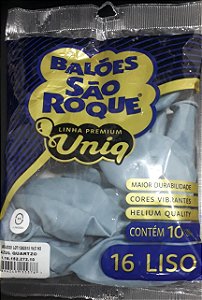 BALÕES
SÃO
ROQUE
LINHA PREMIUM
Uniq
MAIOR DURABILIDADE
CORES VIBRANTES
HELIUM QUALITY
CONTÉM 10
16 LISO
AZUL QUARTZO